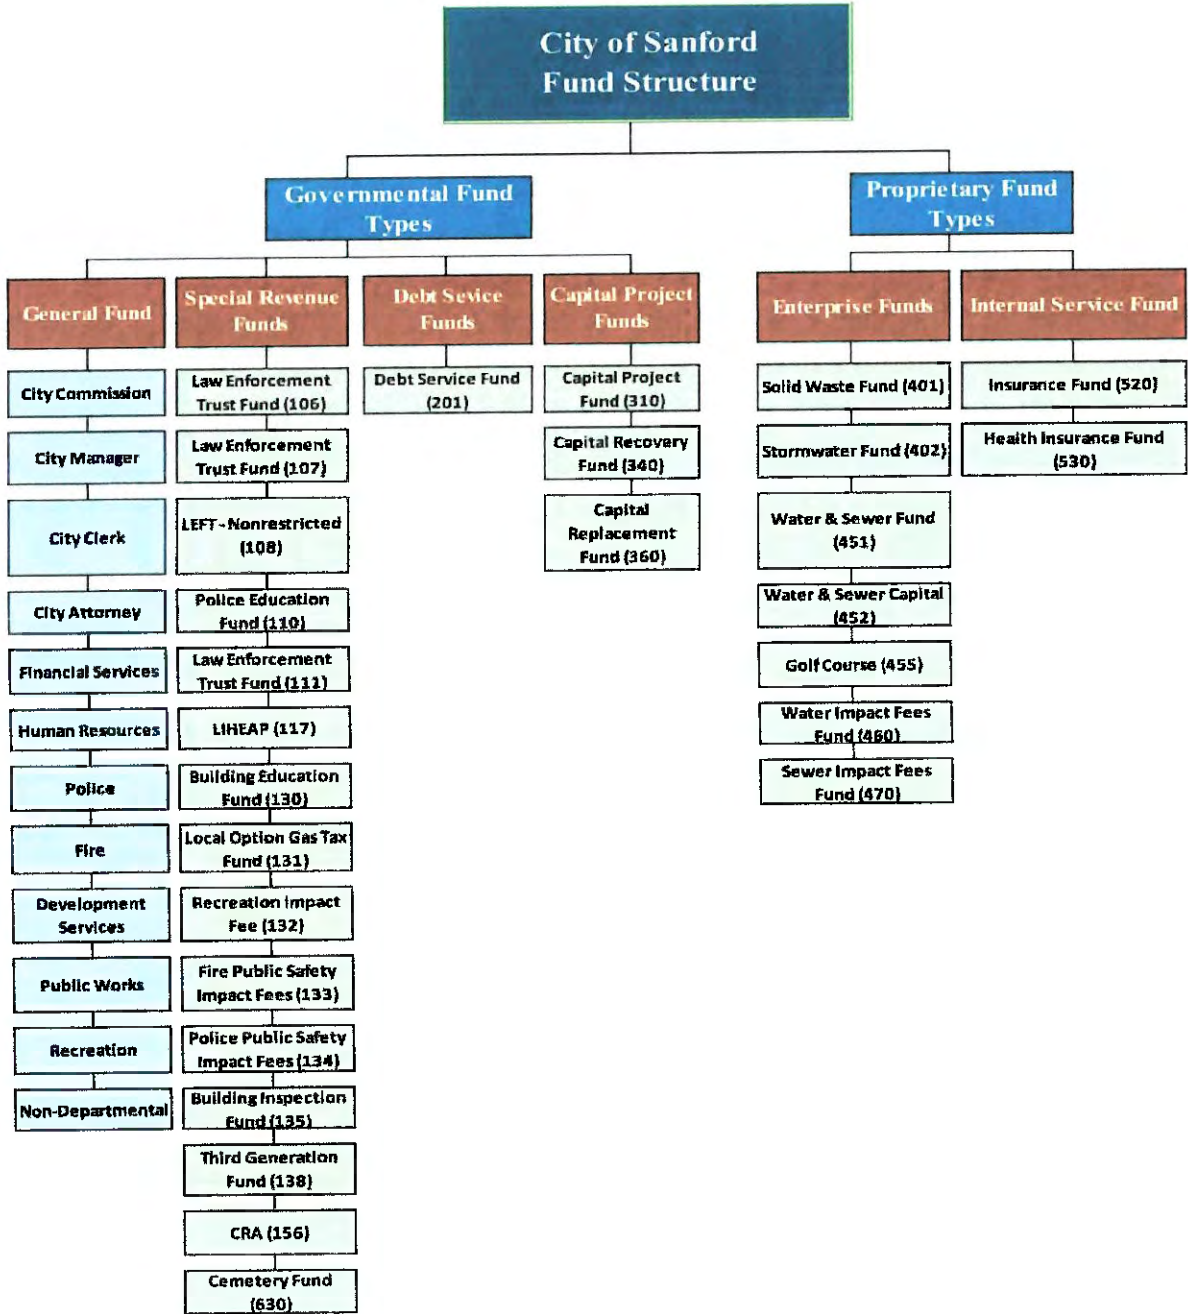 City of Sanford
Fund Structure
Governmental Fund
Types
Proprietary Fund
Types
General Fund
Special Revenue
Funds
Debt Sevice
Funds
Capital Project
Funds
Enterprise Funds
Internal Service Fund
City Commission
City Manager
City Clerk
City Attorney
Financial Services
Human Resources
Police
Fire
Development
Services
Public Works
Recreation
Non-Departmental
Law Enforcement
Trust Fund (106)
Law Enforcement
Trust Fund (107)
LEFT - Nonrestricted
(108)
Police Education
Fund (110)
Law Enforcement
Trust Fund (111)
LIHEAP (117)
Building Education
Fund (130)
Local Option Gas Tax
Fund (131)
Recreation Impact
Fee (132)
Fire Public Safety
Impact Fees (133)
Police Public Safety
Impact Fees (134)
Building Inspection
Fund (135)
Third Generation
Fund (138)
CRA (156)
Cemetery Fund
(630)
Debt Service Fund
(201)
Capital Project
Fund (310)
Capital Recovery
Fund (340)
Capital
Replacement
Fund (360)
Solid Waste Fund (401)
Stormwater Fund (402)
Water & Sewer Fund
(451)
Water & Sewer Capital
(452)
Golf Course (455)
Water Impact Fees
Fund (460)
Sewer Impact Fees
Fund (470)
Insurance Fund (520)
Health Insurance Fund
(530)